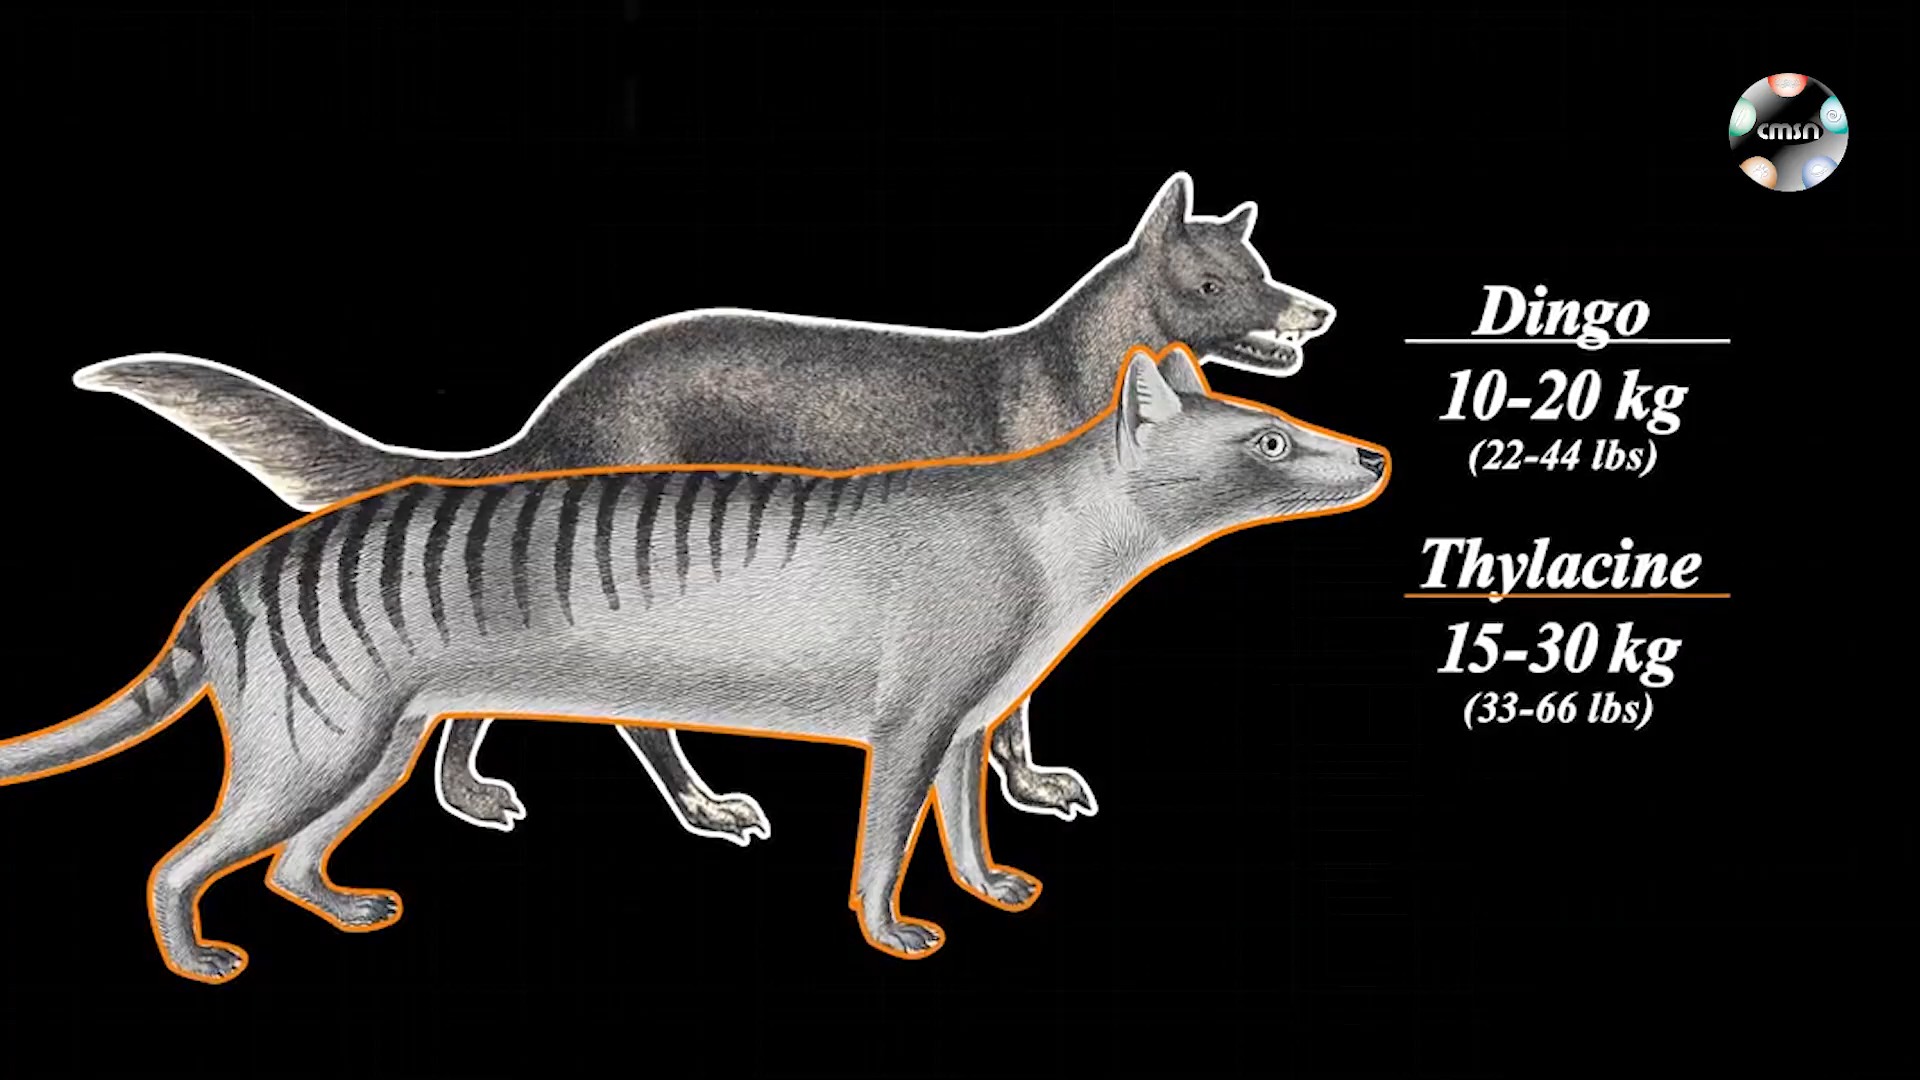 cmsn
Dingo
10-20 kg
(22-44 lbs)
Thylacine
15-30 kg
(33-66 lbs)